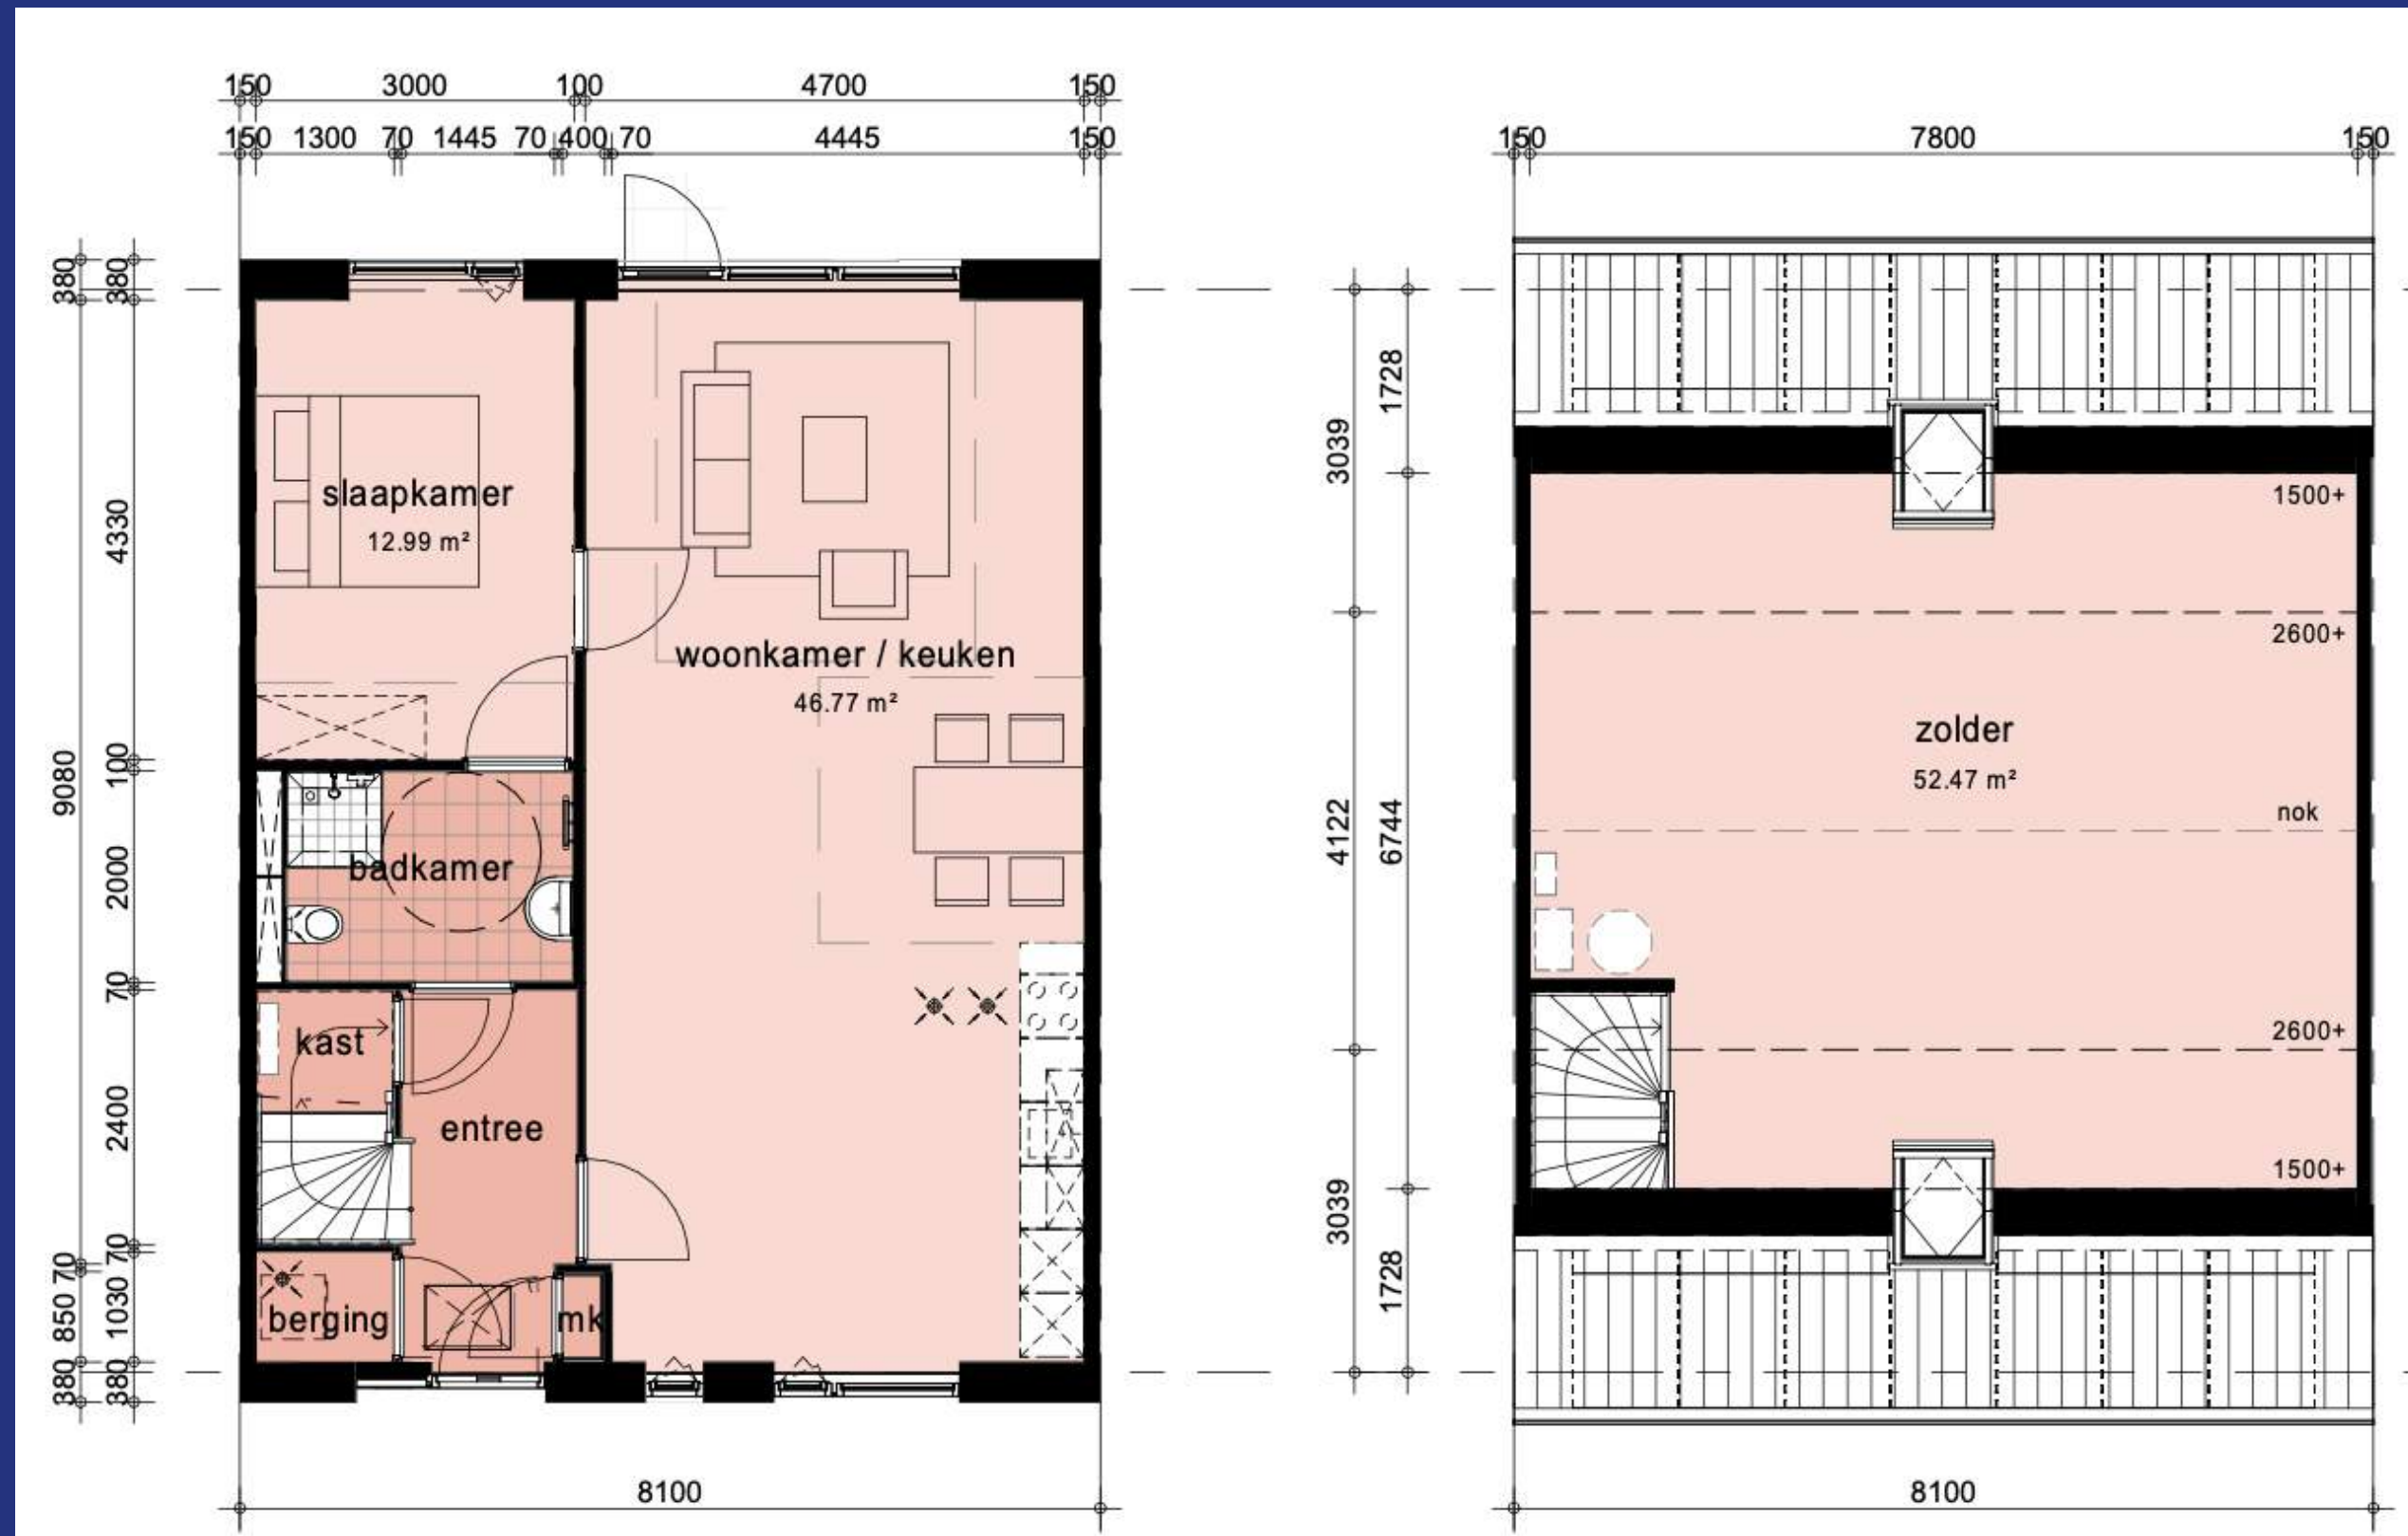 150 3000 100 4700 150
150 1300 70 1445 70 400 70 4445 150
380
9080
70
850
380
380
4330
100
2000
70
2400
70
1030
380
slaapkamer
12.99 m²
woonkamer / keuken
46.77 m²
badkamer
kast
entree
berging
mk
8100
150 7800 150
3039
4122
3039
1728
6744
1728
1500+
2600+
zolder
52.47 m²
nok
2600+
1500+
8100